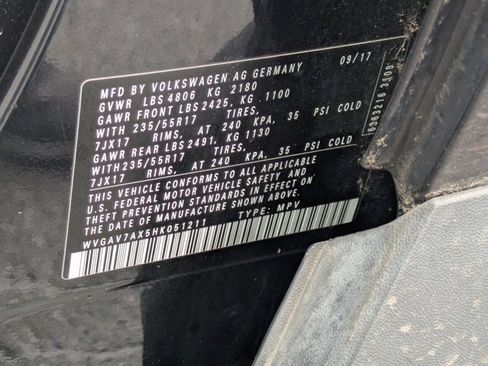 MFD BY VOLKSWAGEN AG GERMANY 09/17
GVWR LBS 4806 KG 2180
GAWR FRONT LBS 2425, KG 1100
WITH 235/55R17 TIRES,
7JX17 RIMS, AT 240 KPA, 35 PSI COLD
GAWR REAR LBS 2491, KG 1130
WITH 235/55R17 TIRES,
7JX17 RIMS, AT 240 KPA, 35 PSI COLD
THIS VEHICLE CONFORMS TO ALL APPLICABLE
U.S. FEDERAL MOTOR VEHICLE SAFETY AND
THEFT PREVENTION STANDARDS IN EFFECT ON
THE DATE OF MANUFACTURE SHOWN ABOVE.
WVGAV7AX5HK051211 TYPE: MPV